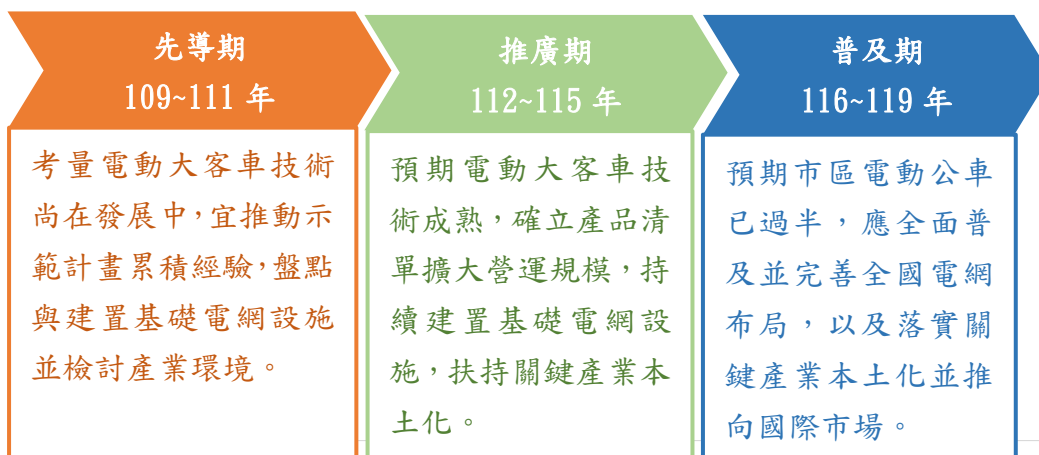 先導期
109~111 年
考量電動大客車技術
尚在發展中,宜推動示
範計畫累積經驗,盤點
與建置基礎電網設施
並檢討產業環境。
推廣期
112~115 年
預期電動大客車技
術成熟，確立產品清
單擴大營運規模，持
續建置基礎電網設
施，扶持關鍵產業本
土化。
普及期
116~119 年
預期市區電動公車
已過半，應全面普
及並完善全國電網
布局，以及落實關
鍵產業本土化並推
向國際市場。